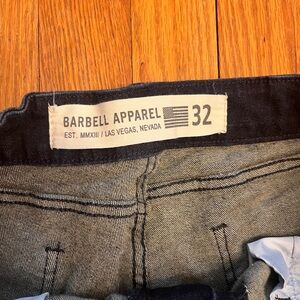 BARBELL APPAREL 32
EST. MMXIII / LAS VEGAS, NEVADA